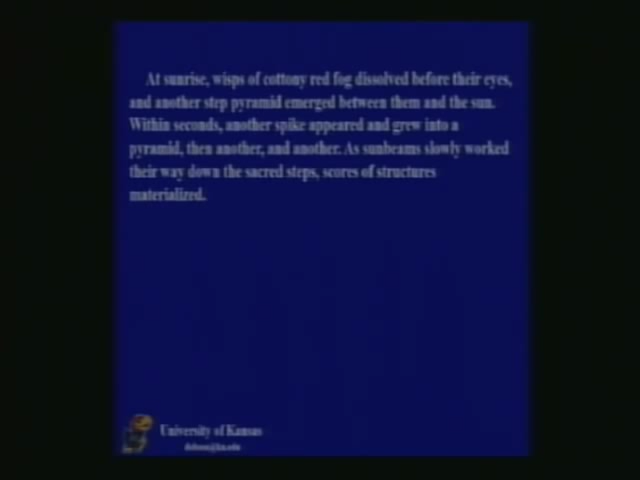 At sunrise, wisps of cottony red fog dissolved before their eyes,
and another step pyramid emerged between them and the sun.
Within seconds, another spike appeared and grew into a
pyramid, then another, and another. As sunbeams slowly worked
their way down the sacred steps, scores of structures
materialized.
University of Kansas